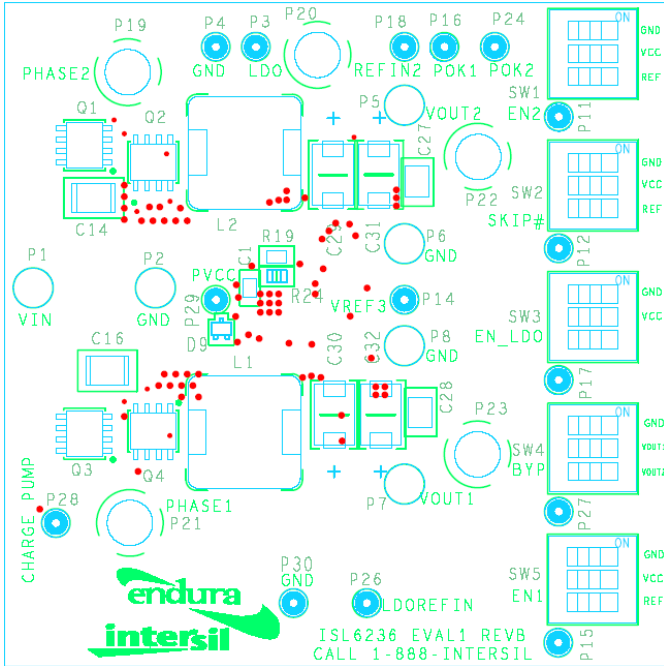 P19
P4
P3
P20
P18
P16
P24
ON
GND
VCC
REF
PHASE2
GND
LDO
REFIN2
POK1
POK2
SW1
EN2
P11
Q1
Q2
P5
VOUT2
C27
ON
GND
VCC
REF
P22
SW2
SKIP#
P12
C14
L2
C29
C31
P6
GND
P1
P2
PVCC
C1
R19
R24
P29
VREF3
P14
ON
GND
VCC
SW3
EN_LDO
P17
VIN
GND
D9
L1
C30
C32
P8
GND
C16
C28
P23
ON
GND
VOUT1
VOUT2
SW4
BYP
P27
Q3
Q4
P7
VOUT1
CHARGE PUMP
P28
PHASE1
P21
ON
GND
VCC
REF
SW5
EN1
P15
P30
GND
P26
LDOREFIN
endura
intersil
ISL6236 EVAL1 REVB
CALL 1-888-INTERSIL